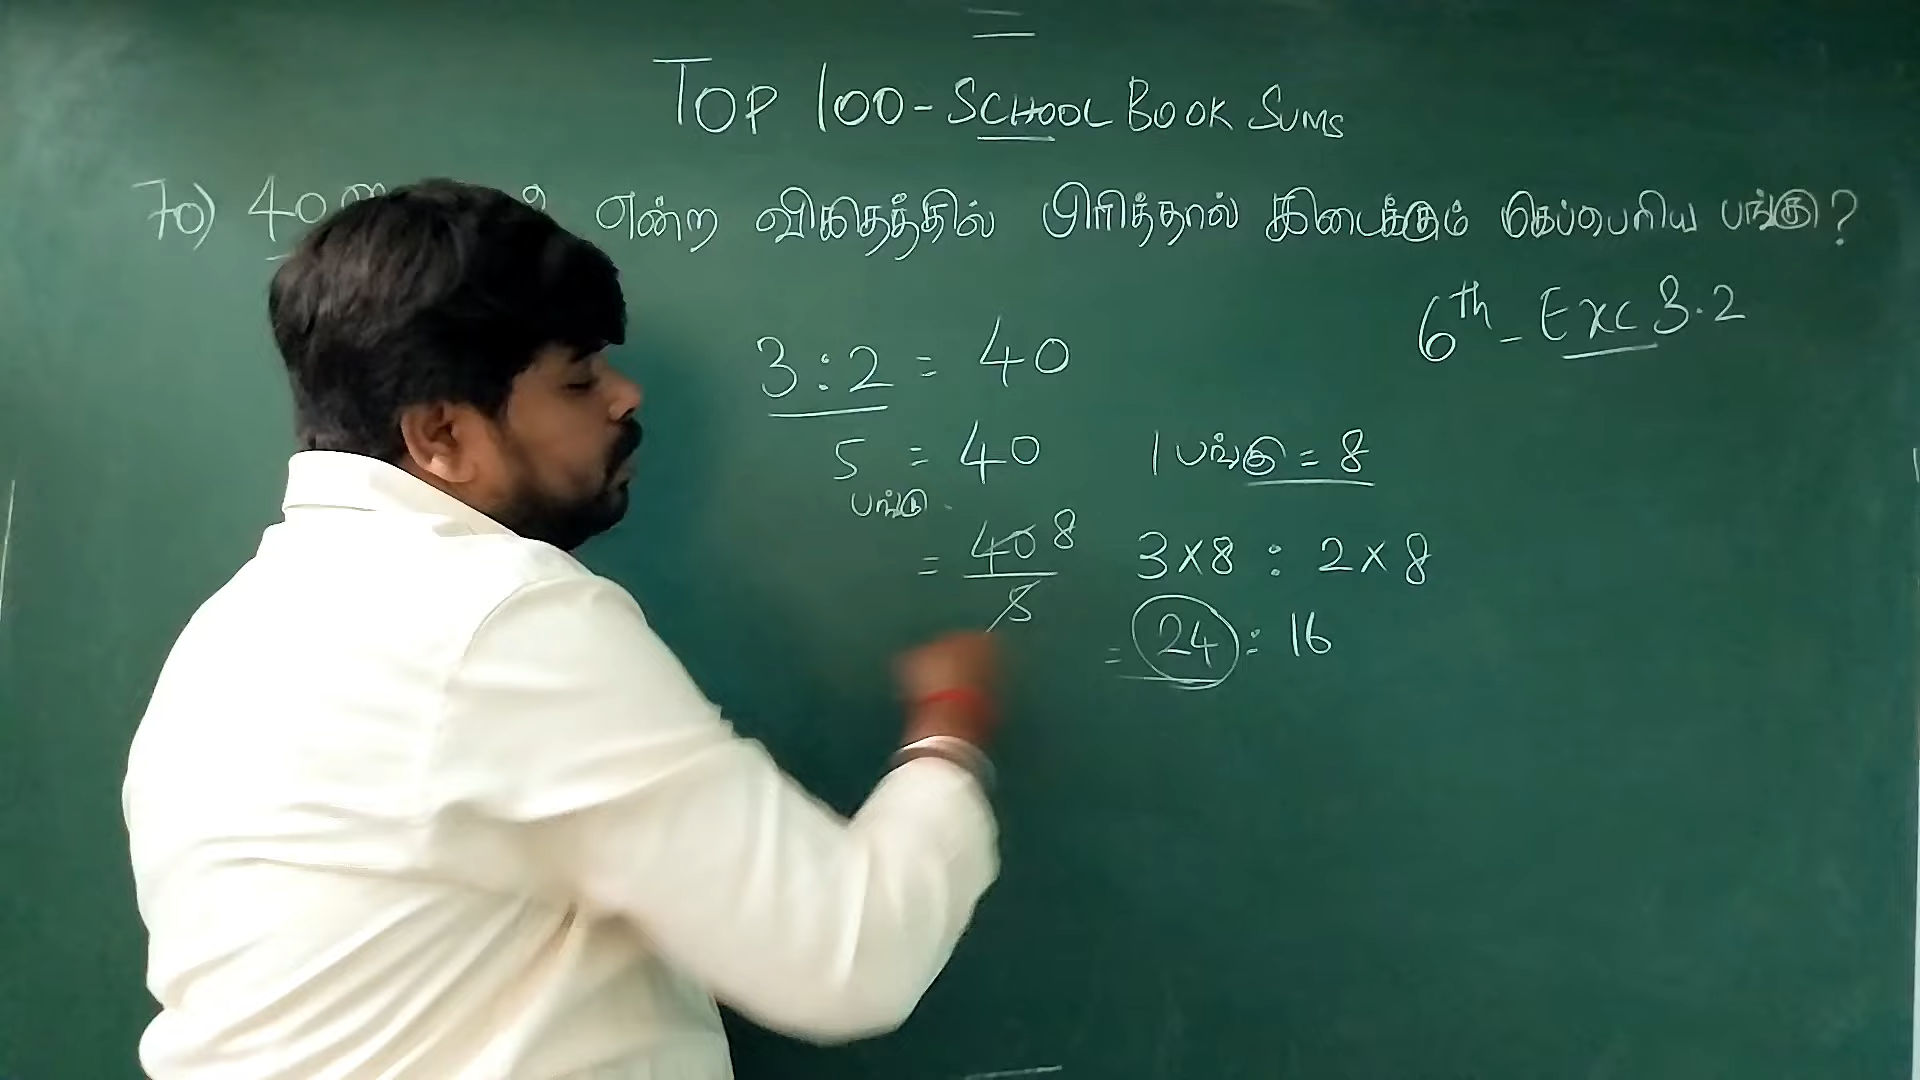 TOP 100 - SCHOOL BOOK SUMS
70) 40 என்ற விகிதத்தில் பிரித்தால் கிடைக்கும் மிகப்பெரிய பங்கு?
6th - Exc 3.2
3 : 2 = 40
5 = 40
பங்கு
1 பங்கு = 8
= 40 8
5
3 x 8 : 2 x 8
= 24 : 16